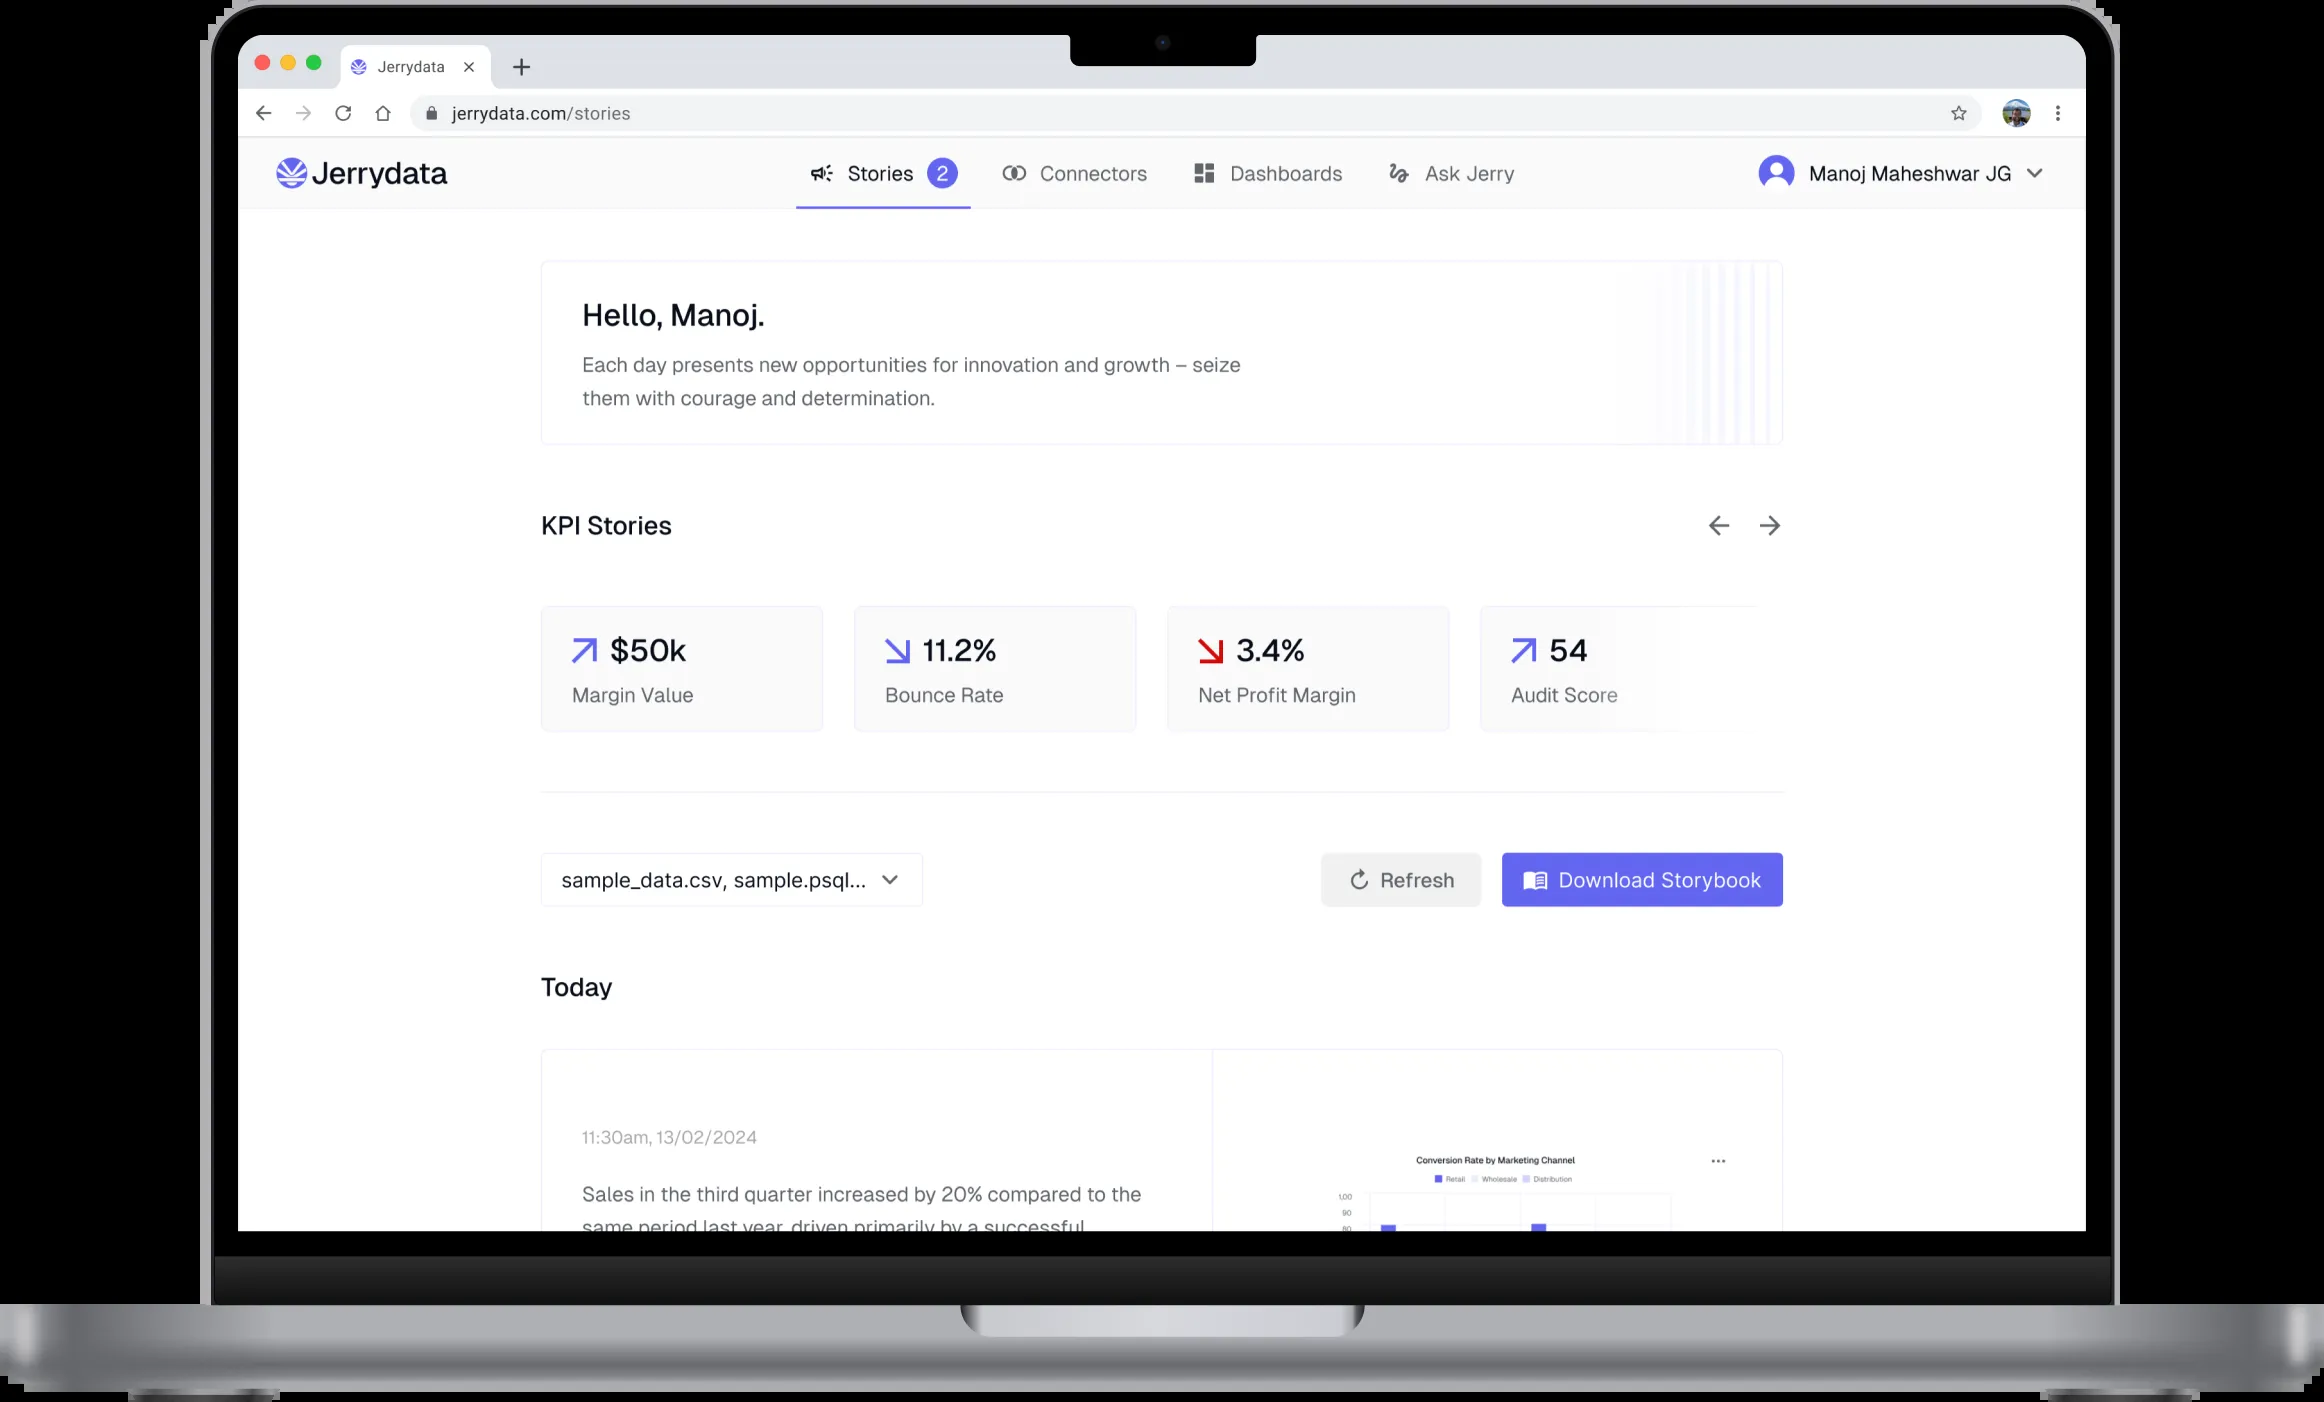 Jerrydata
jerrydata.com/stories
Jerrydata
Stories 2
Connectors
Dashboards
Ask Jerry
Manoj Maheshwar JG
Hello, Manoj.
Each day presents new opportunities for innovation and growth – seize
them with courage and determination.
KPI Stories
$50k
Margin Value
11.2%
Bounce Rate
3.4%
Net Profit Margin
54
Audit Score
sample_data.csv, sample.psql...
Refresh
Download Storybook
Today
11:30am, 13/02/2024
Sales in the third quarter increased by 20% compared to the
same period last year, driven primarily by a successful
Conversion Rate by Marketing Channel
Retail Wholesale Distribution
1,00
90
80